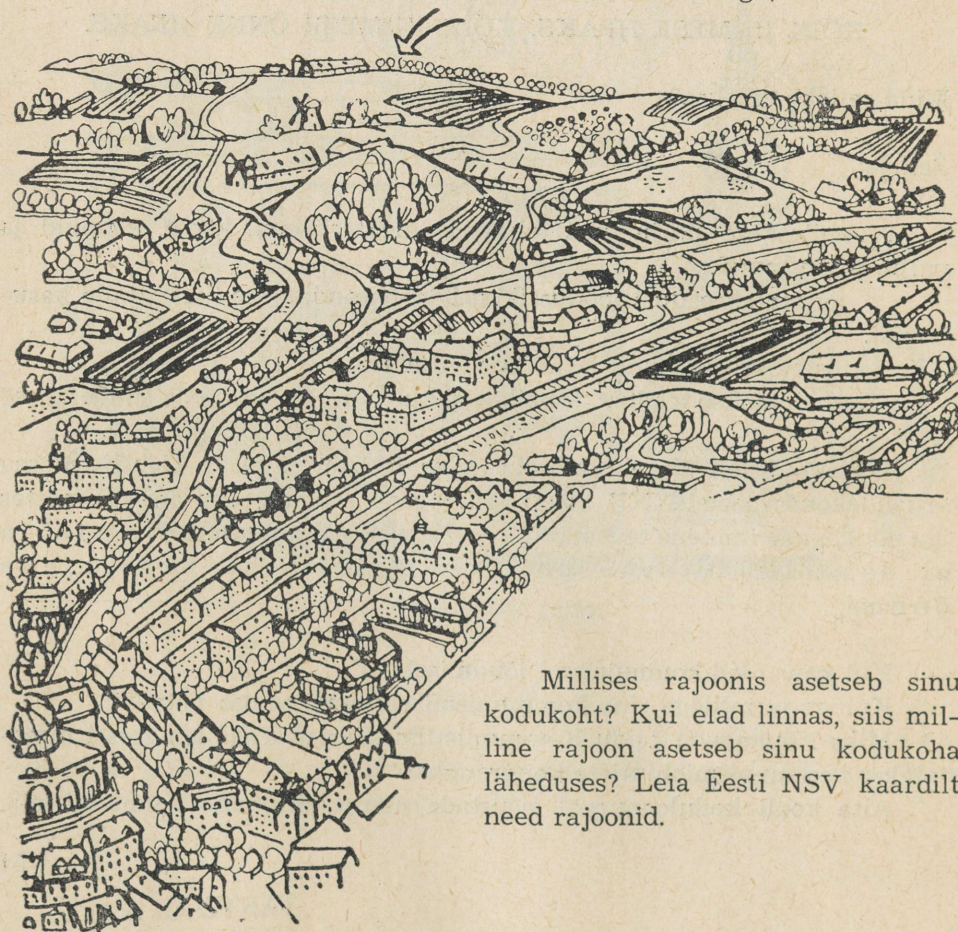 Millises rajoonis asetseb sinu
kodukoht? Kui elad linnas, siis mil-
line rajoon asetseb sinu kodukoha
läheduses? Leia Eesti NSV kaardilt
need rajoonid.